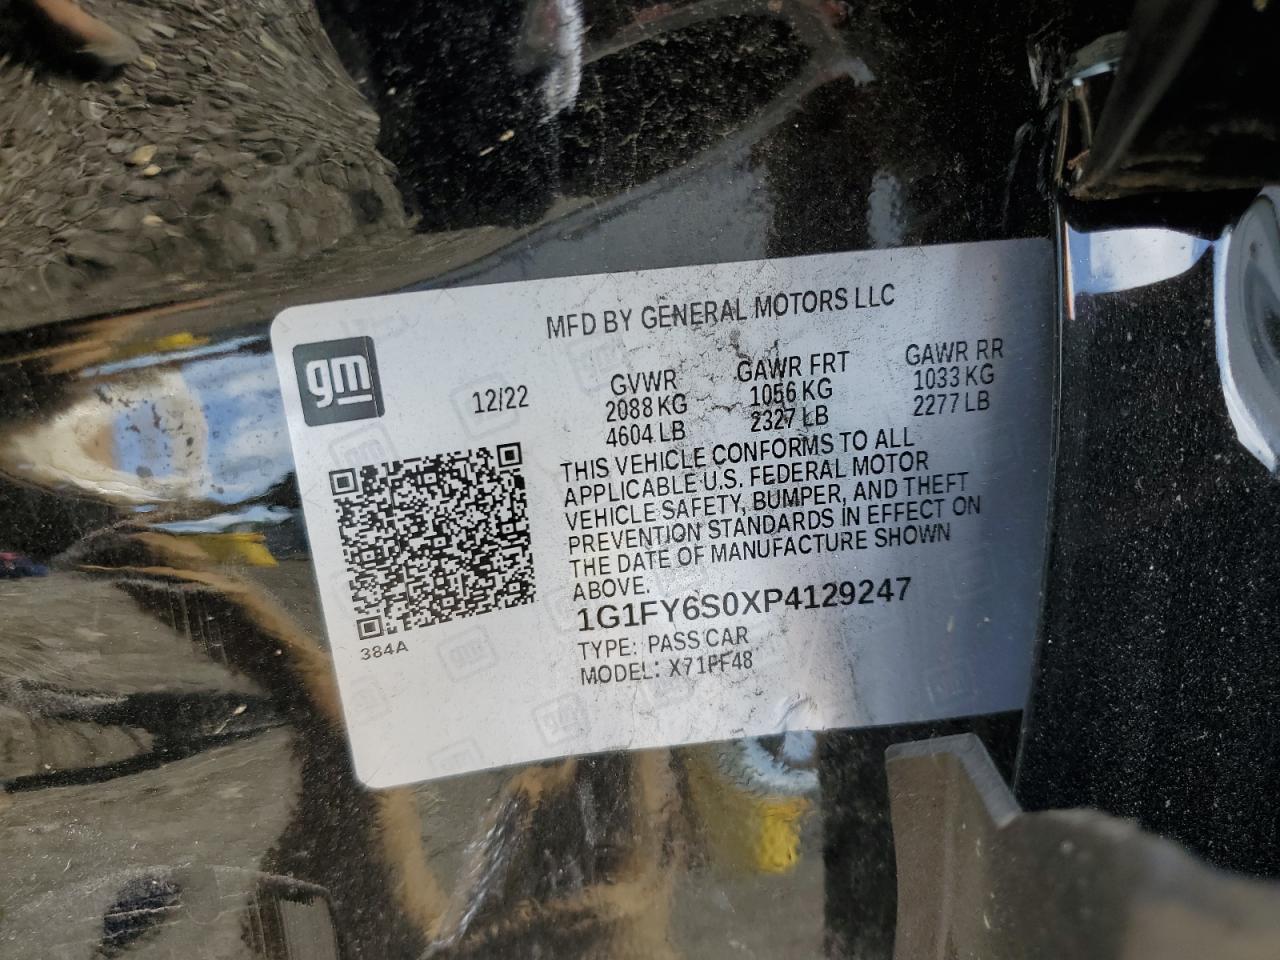 MFD BY GENERAL MOTORS LLC
gm
12/22
GVWR
2088 KG
4604 LB
GAWR FRT
1056 KG
2327 LB
GAWR RR
1033 KG
2277 LB
THIS VEHICLE CONFORMS TO ALL
APPLICABLE U.S. FEDERAL MOTOR
VEHICLE SAFETY, BUMPER, AND THEFT
PREVENTION STANDARDS IN EFFECT ON
THE DATE OF MANUFACTURE SHOWN
ABOVE.
1G1FY6S0XP4129247
TYPE: PASS CAR
MODEL: X71PF48
384A